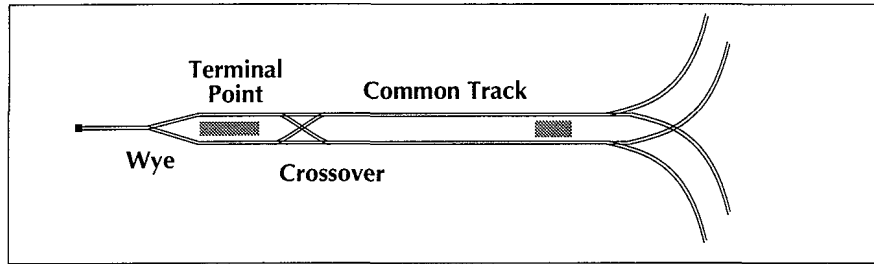 Terminal
Point
Common Track
Wye
Crossover